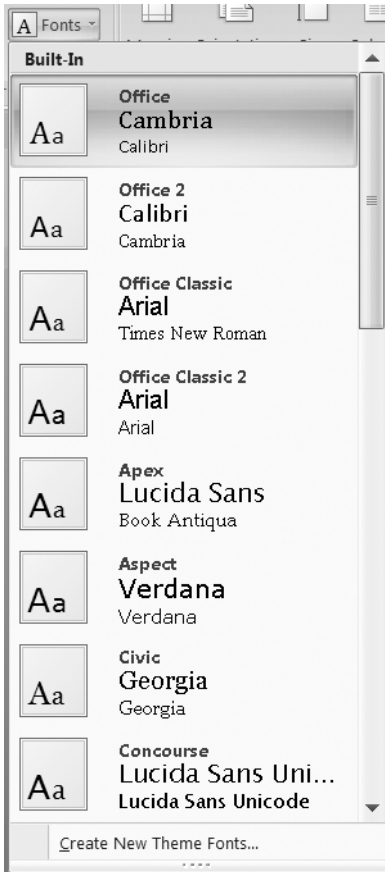 A Fonts
Built-In
Aa
Office
Cambria
Calibri
Aa
Office 2
Calibri
Cambria
Aa
Office Classic
Arial
Times New Roman
Aa
Office Classic 2
Arial
Arial
Aa
Apex
Lucida Sans
Book Antiqua
Aa
Aspect
Verdana
Verdana
Aa
Civic
Georgia
Georgia
Aa
Concourse
Lucida Sans Uni...
Lucida Sans Unicode
Create New Theme Fonts...